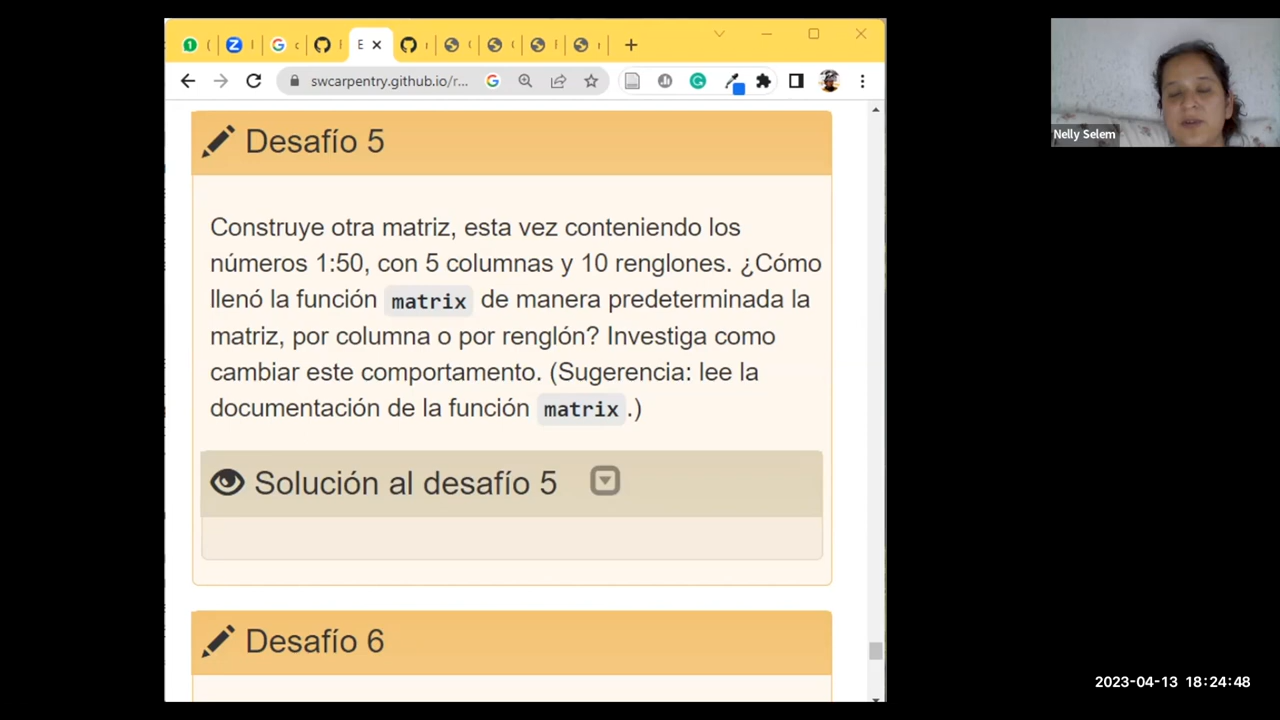 swcarpentry.github.io/r...
Desafío 5
Construye otra matriz, esta vez conteniendo los
números 1:50, con 5 columnas y 10 renglones. ¿Cómo
llenó la función matrix de manera predeterminada la
matriz, por columna o por renglón? Investiga como
cambiar este comportamento. (Sugerencia: lee la
documentación de la función matrix .)
Solución al desafío 5
Desafío 6
Nelly Selem
2023-04-13 18:24:48